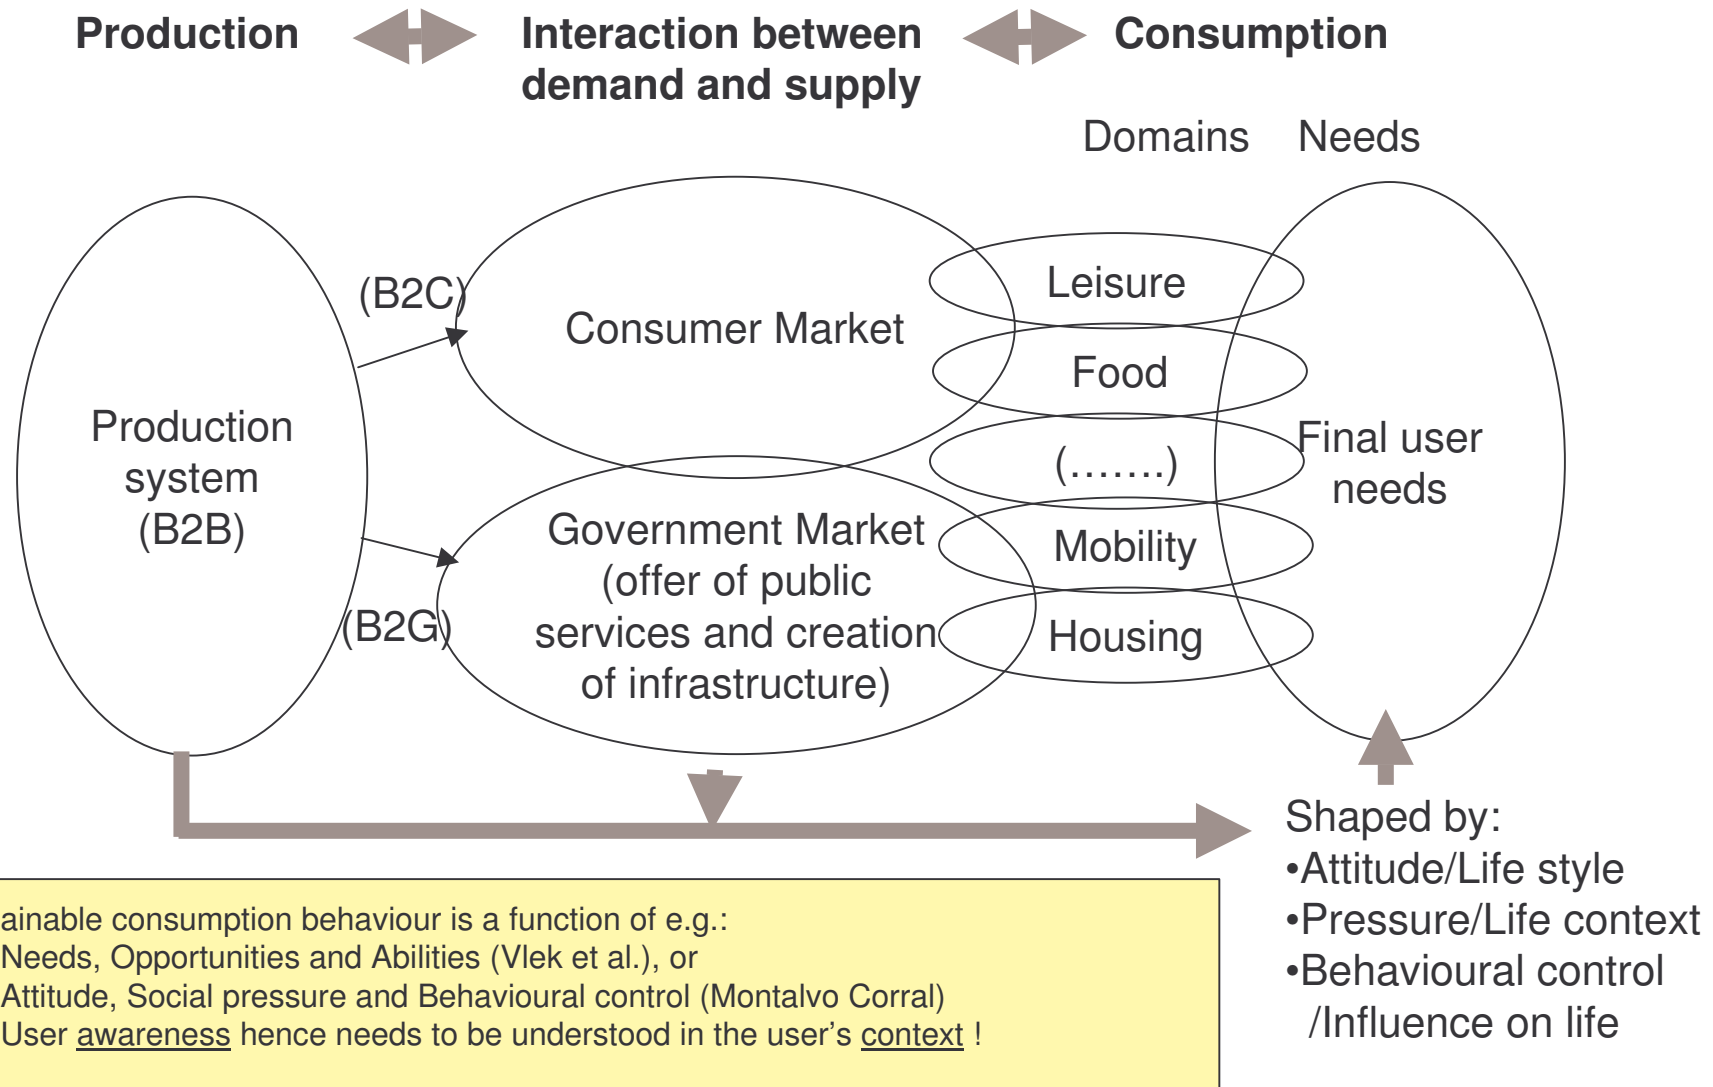 Production
Interaction between
demand and supply
Consumption
Domains
Needs
(B2C)
Consumer Market
Production
system
(B2B)
(B2G)
Government Market
(offer of public
services and creation
of infrastructure)
Leisure
Food
(.......)
Mobility
Housing
Final user
needs
Shaped by:
•Attitude/Life style
•Pressure/Life context
•Behavioural control
/Influence on life
ainable consumption behaviour is a function of e.g.:
Needs, Opportunities and Abilities (Vlek et al.), or
Attitude, Social pressure and Behavioural control (Montalvo Corral)
User awareness hence needs to be understood in the user's context !